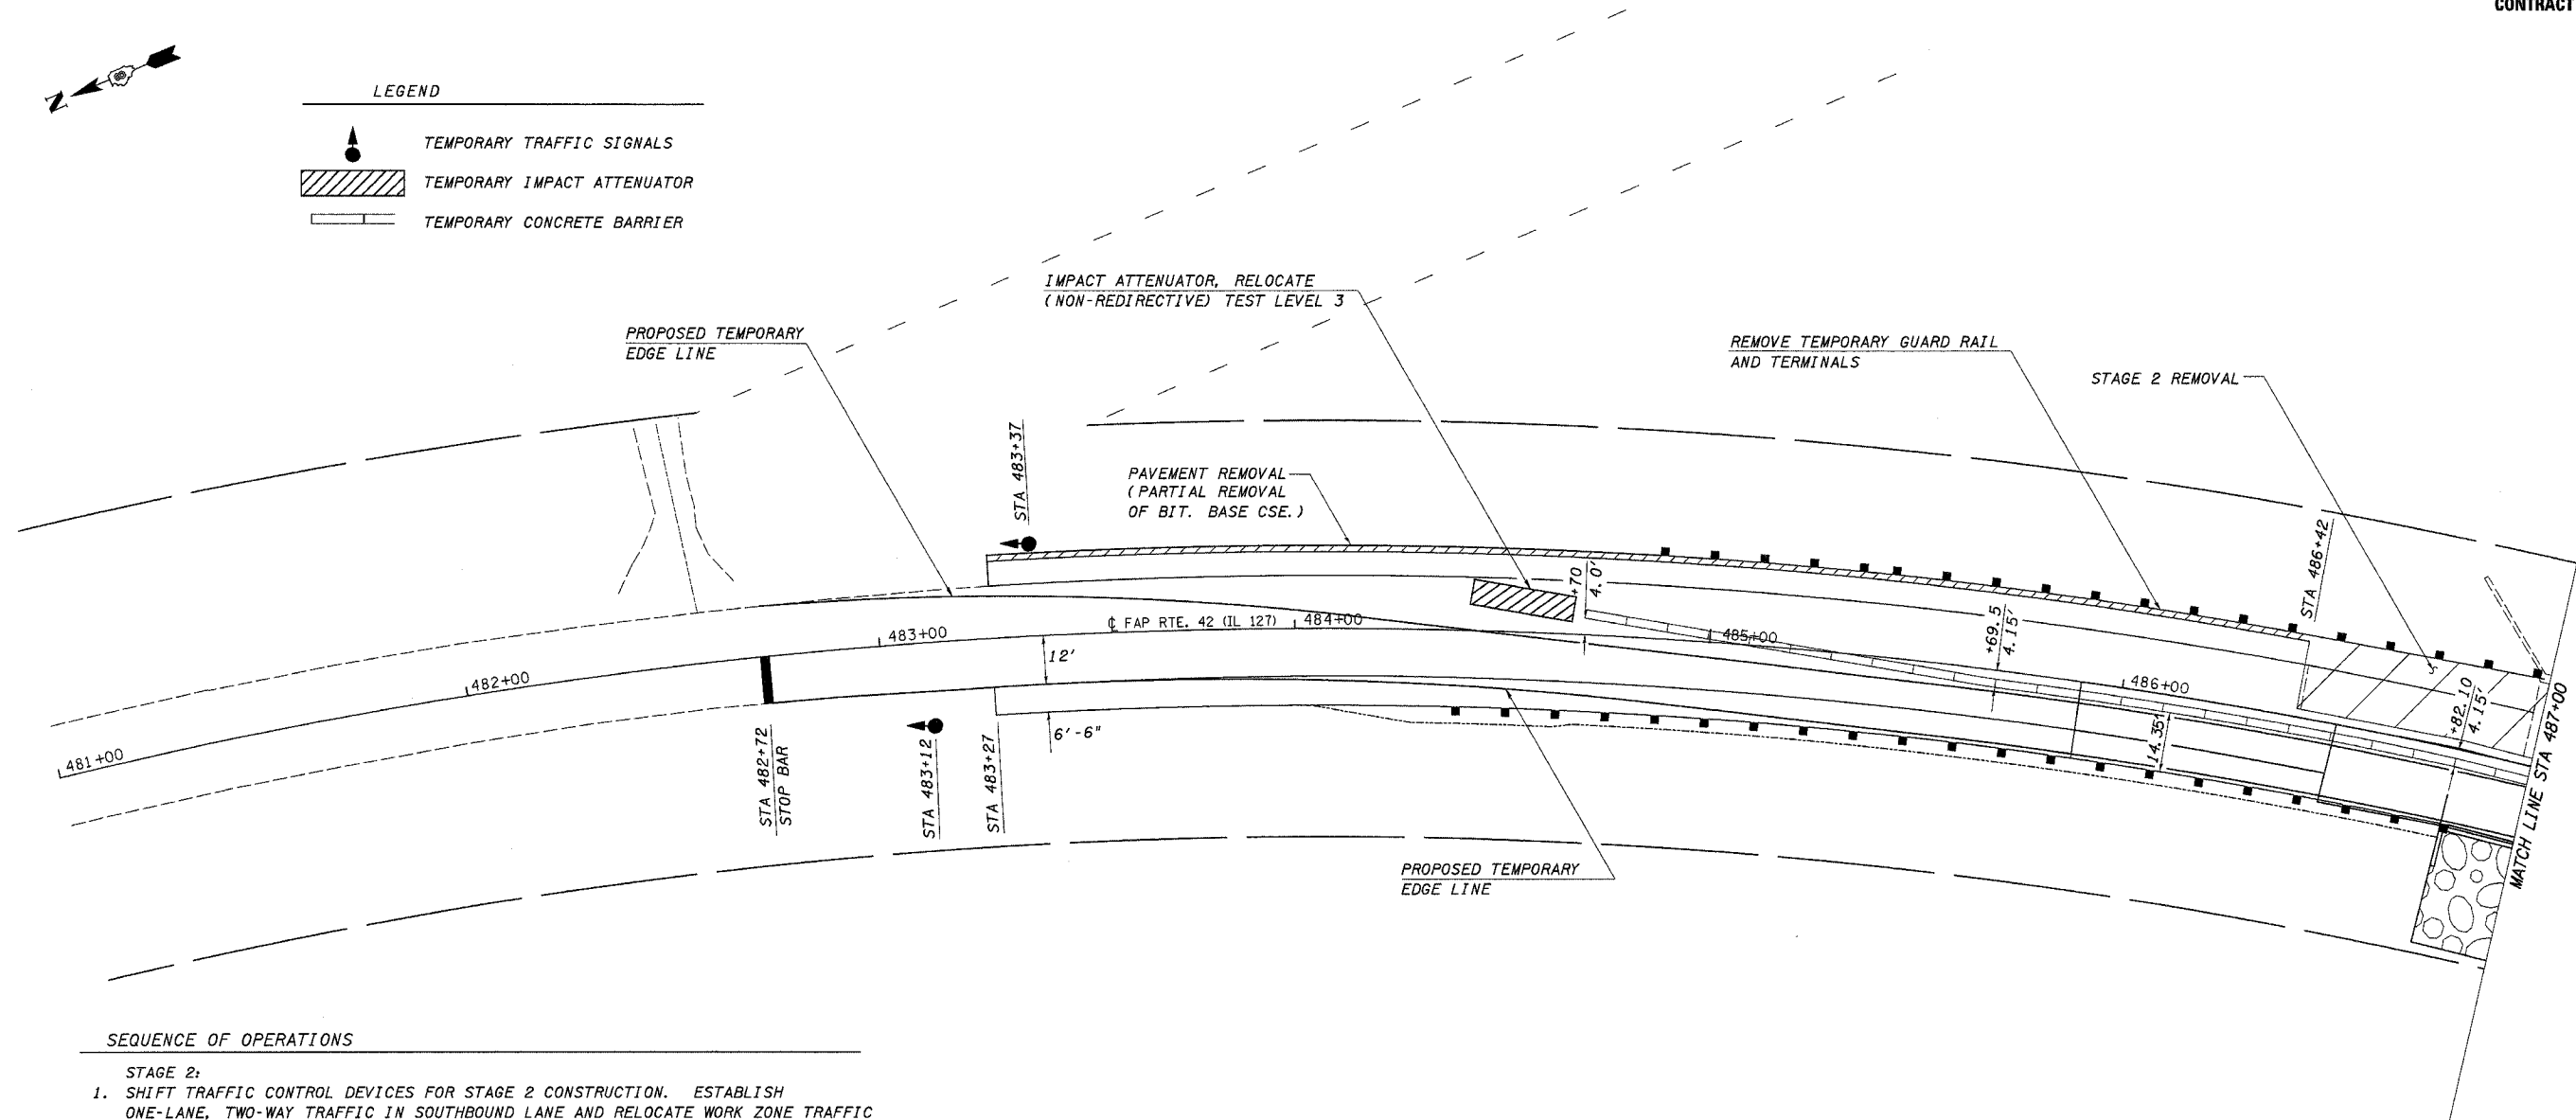 CONTRACT
N
LEGEND
TEMPORARY TRAFFIC SIGNALS
TEMPORARY IMPACT ATTENUATOR
TEMPORARY CONCRETE BARRIER
IMPACT ATTENUATOR, RELOCATE
(NON-REDIRECTIVE) TEST LEVEL 3
PROPOSED TEMPORARY
EDGE LINE
REMOVE TEMPORARY GUARD RAIL
AND TERMINALS
STAGE 2 REMOVAL
STA 483+37
PAVEMENT REMOVAL
(PARTIAL REMOVAL
OF BIT. BASE CSE.)
STA 486+42
+70
4.0'
+69.5
4.15'
℄ FAP RTE. 42 (IL 127)
484+00
485+00
483+00
12'
482+00
486+00
481+00
+82.10
4.15'
14.351
6'-6"
STA 482+72
STOP BAR
STA 483+12
STA 483+27
MATCH LINE STA 487+00
PROPOSED TEMPORARY
EDGE LINE
SEQUENCE OF OPERATIONS
STAGE 2:
1. SHIFT TRAFFIC CONTROL DEVICES FOR STAGE 2 CONSTRUCTION. ESTABLISH
ONE-LANE, TWO-WAY TRAFFIC IN SOUTHBOUND LANE AND RELOCATE WORK ZONE TRAFFIC